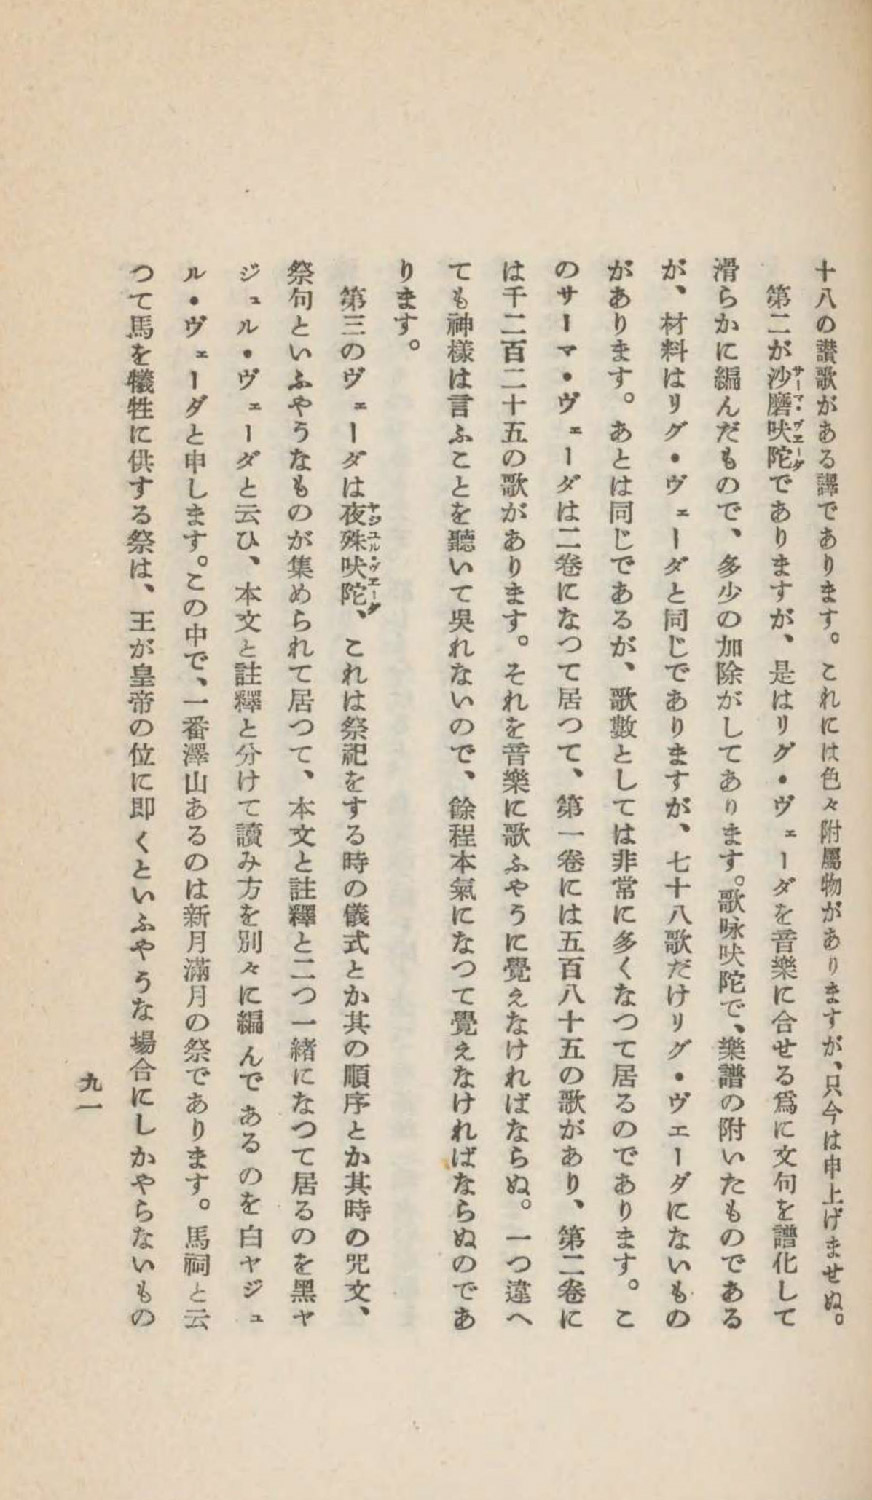 十八の讃歌がある譯であります。これには色々附屬物がありますが、只今は申上げませぬ。
第二が沙磨吠陀でありますが、是はリグ・ヴェーダを音樂に合せる爲に文句を譜化して
サーマ・ヴエーダ
滑らかに編んだもので、多少の加除がしてあります。歌咏吠陀で、樂譜の附いたものである
が、材料はリグ・ヴェーダと同じでありますが、七十八歌だけリグ・ヴエーダにないもの
があります。あとは同じであるが、歌數としては非常に多くなつて居るのであります。こ
のサーマ・ヴェーダは二卷になつて居つて、第一卷には五百八十五の歌があり、第二卷に
は千二百二十五の歌があります。それを音樂に歌ふやうに覺えなければならぬ。一つ違へ
ても神樣は言ふことを聽いて吳れないので、餘程本氣になつて覺えなければならぬのであ
ります。
第三のヴェーダは夜殊吠陀、これは祭祀をする時の儀式とか其の順序とか其時の咒文、
ヤジユル・ヴエーダ
祭句といふやうなものが集められて居つて、本文と註釋と二つ一緒になつて居るのを黑ヤ
ジュル・ヴェーダと云ひ、本文と註釋と分けて讀み方を別々に編んであるのを白ヤジュ
ル・ヴェーダと申します。この中で、一番澤山あるのは新月滿月の祭であります。馬祠と云
つて馬を犧牲に供する祭は、王が皇帝の位に即くといふやうな場合にしかやらないもの
九一